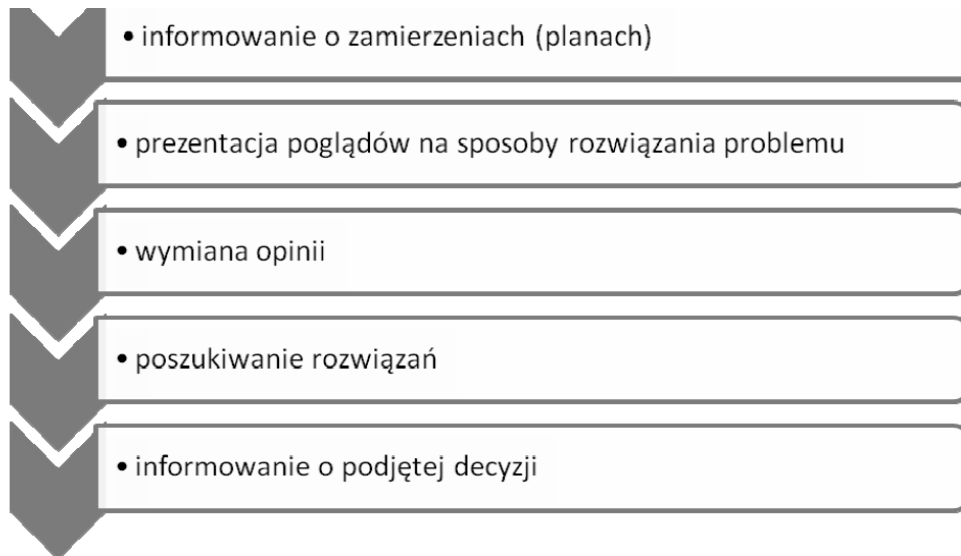 • informowanie o zamierzeniach (planach)
• prezentacja poglądów na sposoby rozwiązania problemu
• wymiana opinii
• poszukiwanie rozwiązań
• informowanie o podjętej decyzji